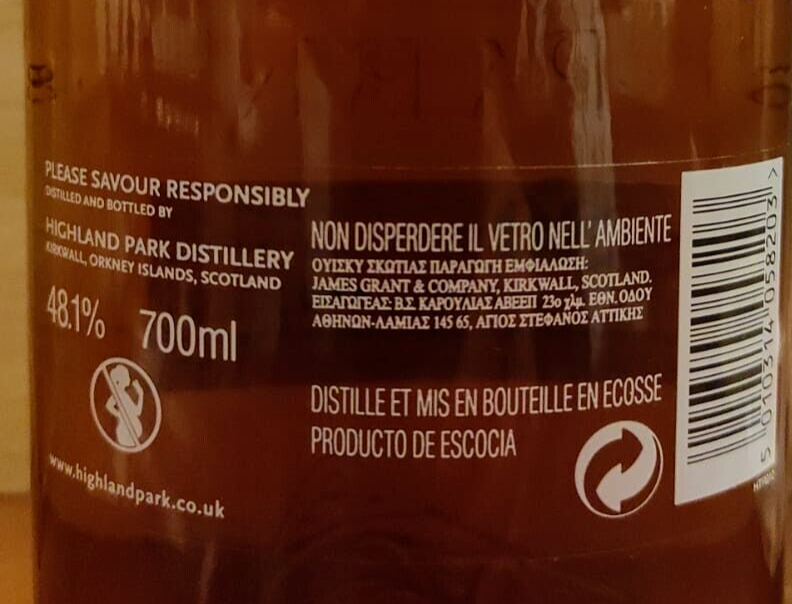 PLEASE SAVOUR RESPONSIBLY
DISTILLED AND BOTTLED BY
HIGHLAND PARK DISTILLERY
KIRKWALL, ORKNEY ISLANDS, SCOTLAND
48.1% 700ml
www.highlandpark.co.uk
NON DISPERDERE IL VETRO NELL' AMBIENTE
ΟΥΙΣΚΥ ΣΚΩΤΙΑΣ ΠΑΡΑΓΩΓΗ ΕΜΦΙΑΛΩΣΗ:
JAMES GRANT & COMPANY, KIRKWALL, SCOTLAND.
ΕΙΣΑΓΩΓΕΑΣ: Β.Σ. ΚΑΡΟΥΛΙΑΣ ΑΒΕΕΠ 23ο χλμ. ΕΘΝ. ΟΔΟΥ
ΑΘΗΝΩΝ-ΛΑΜΙΑΣ 145 65, ΑΓΙΟΣ ΣΤΕΦΑΝΟΣ ΑΤΤΙΚΗΣ
DISTILLE ET MIS EN BOUTEILLE EN ECOSSE
PRODUCTO DE ESCOCIA
5 010314 058203 >